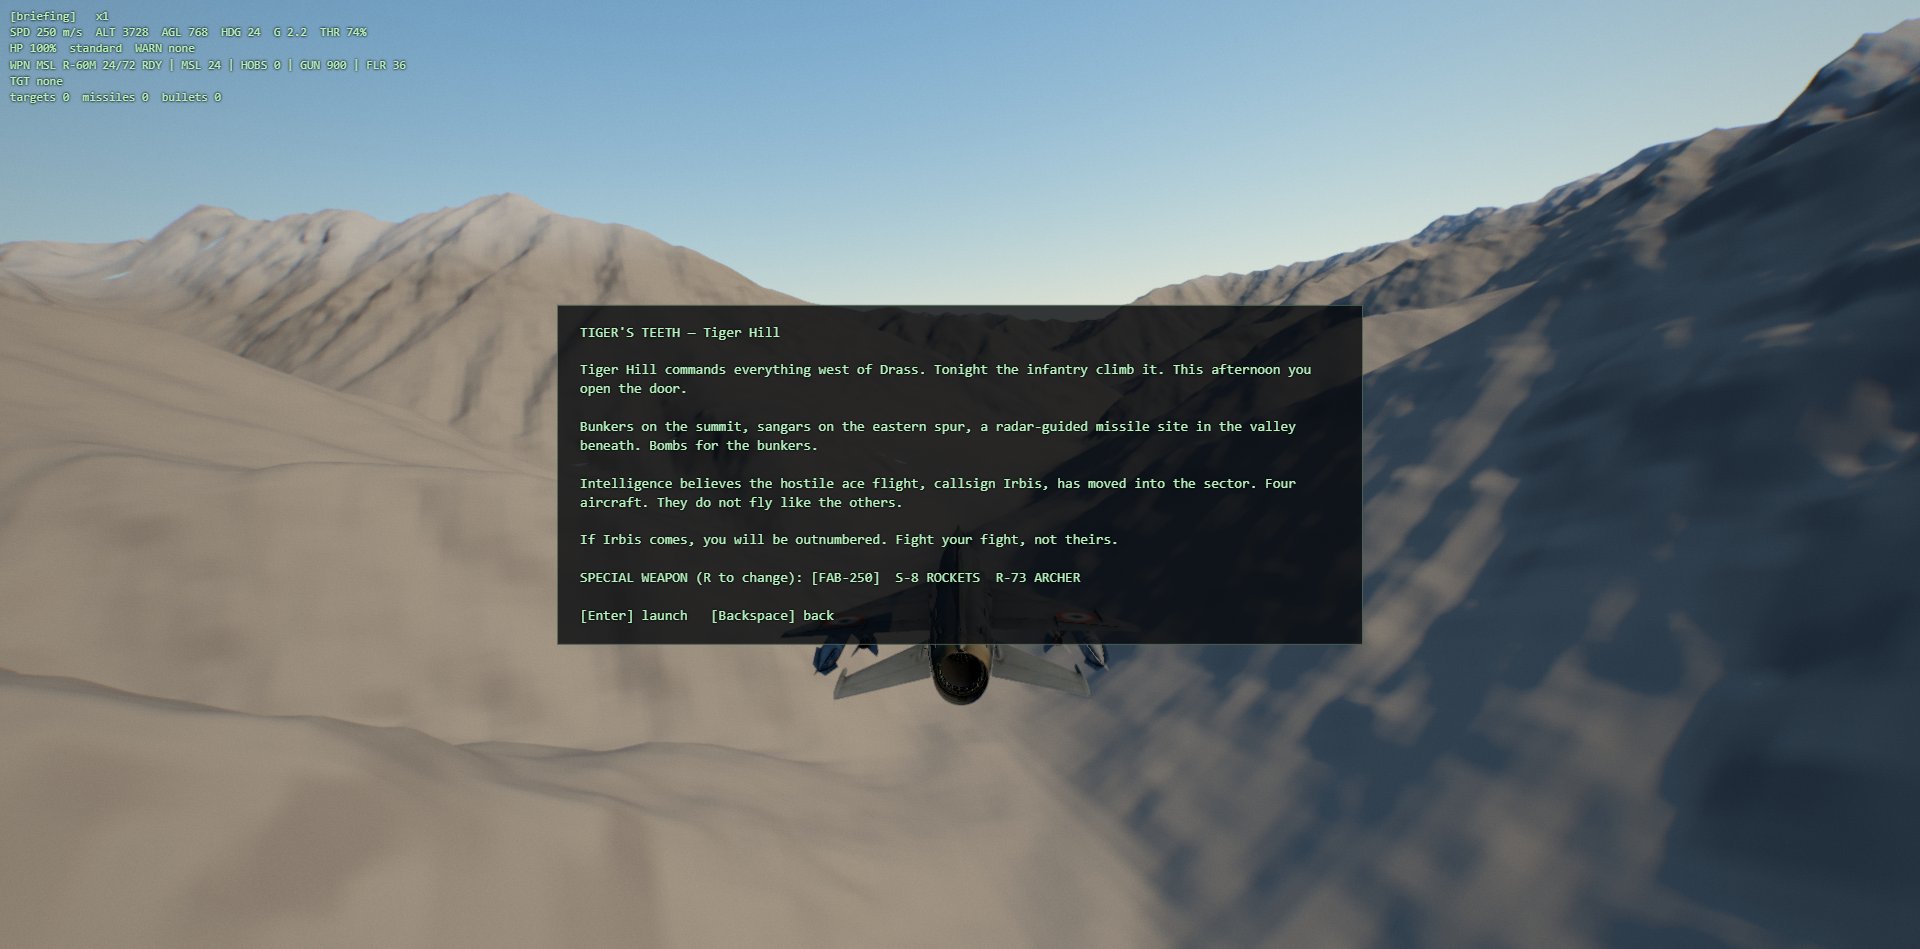 [briefing] x1
SPD 250 m/s ALT 3728 AGL 768 HDG 24 G 2.2 THR 74%
HP 100% standard WARN none
WPN MSL R-60M 24/72 RDY | MSL 24 | HOBS 0 | GUN 900 | FLR 36
TGT none
targets 0 missiles 0 bullets 0
TIGER'S TEETH — Tiger Hill
Tiger Hill commands everything west of Drass. Tonight the infantry climb it. This afternoon you
open the door.
Bunkers on the summit, sangars on the eastern spur, a radar-guided missile site in the valley
beneath. Bombs for the bunkers.
Intelligence believes the hostile ace flight, callsign Irbis, has moved into the sector. Four
aircraft. They do not fly like the others.
If Irbis comes, you will be outnumbered. Fight your fight, not theirs.
SPECIAL WEAPON (R to change): [FAB-250] S-8 ROCKETS R-73 ARCHER
[Enter] launch [Backspace] back